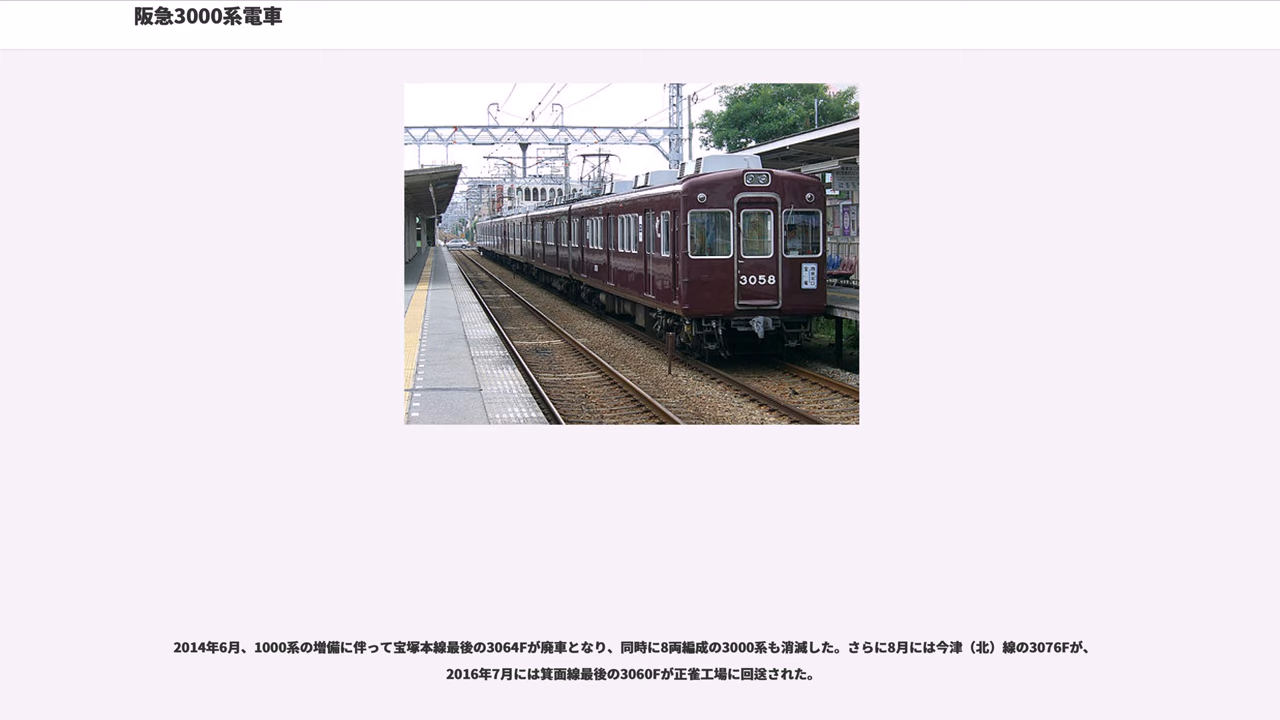 阪急3000系電車
3058
2014年6月、1000系の増備に伴って宝塚本線最後の3064Fが廃車となり、同時に8両編成の3000系も消滅した。さらに8月には今津（北）線の3076Fが、
2016年7月には箕面線最後の3060Fが正雀工場に回送された。